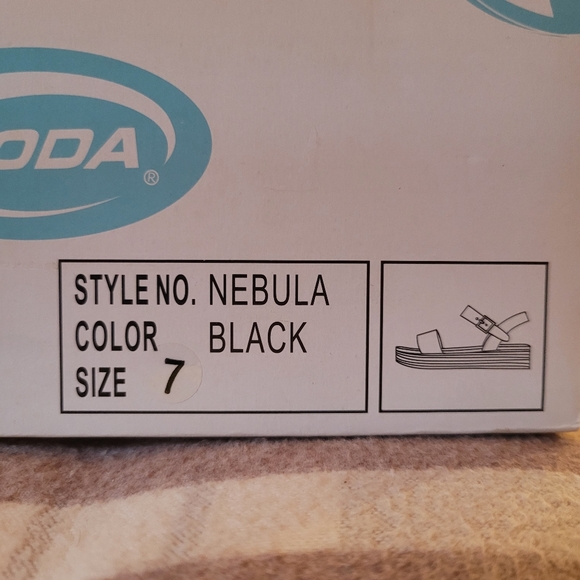 ODA®
STYLE NO. NEBULA
COLOR BLACK
SIZE 7